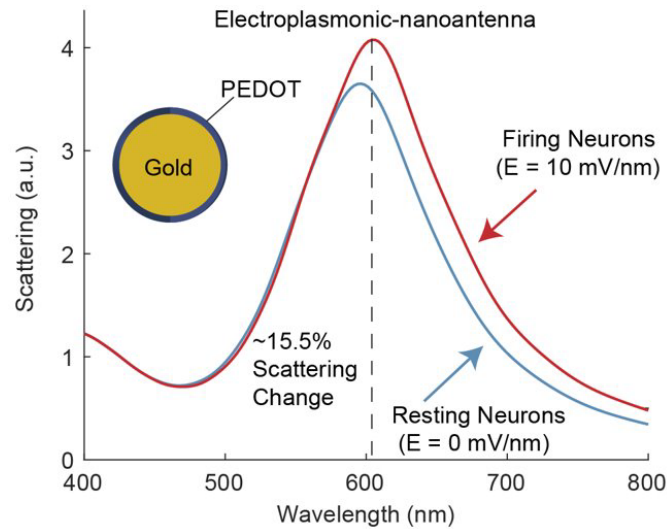 Electroplasmonic-nanoantenna
4
3
2
1
0
Scattering (a.u.)
PEDOT
Gold
Firing Neurons
(E = 10 mV/nm)
~15.5%
Scattering
Change
Resting Neurons
(E = 0 mV/nm)
400 500 600 700 800
Wavelength (nm)